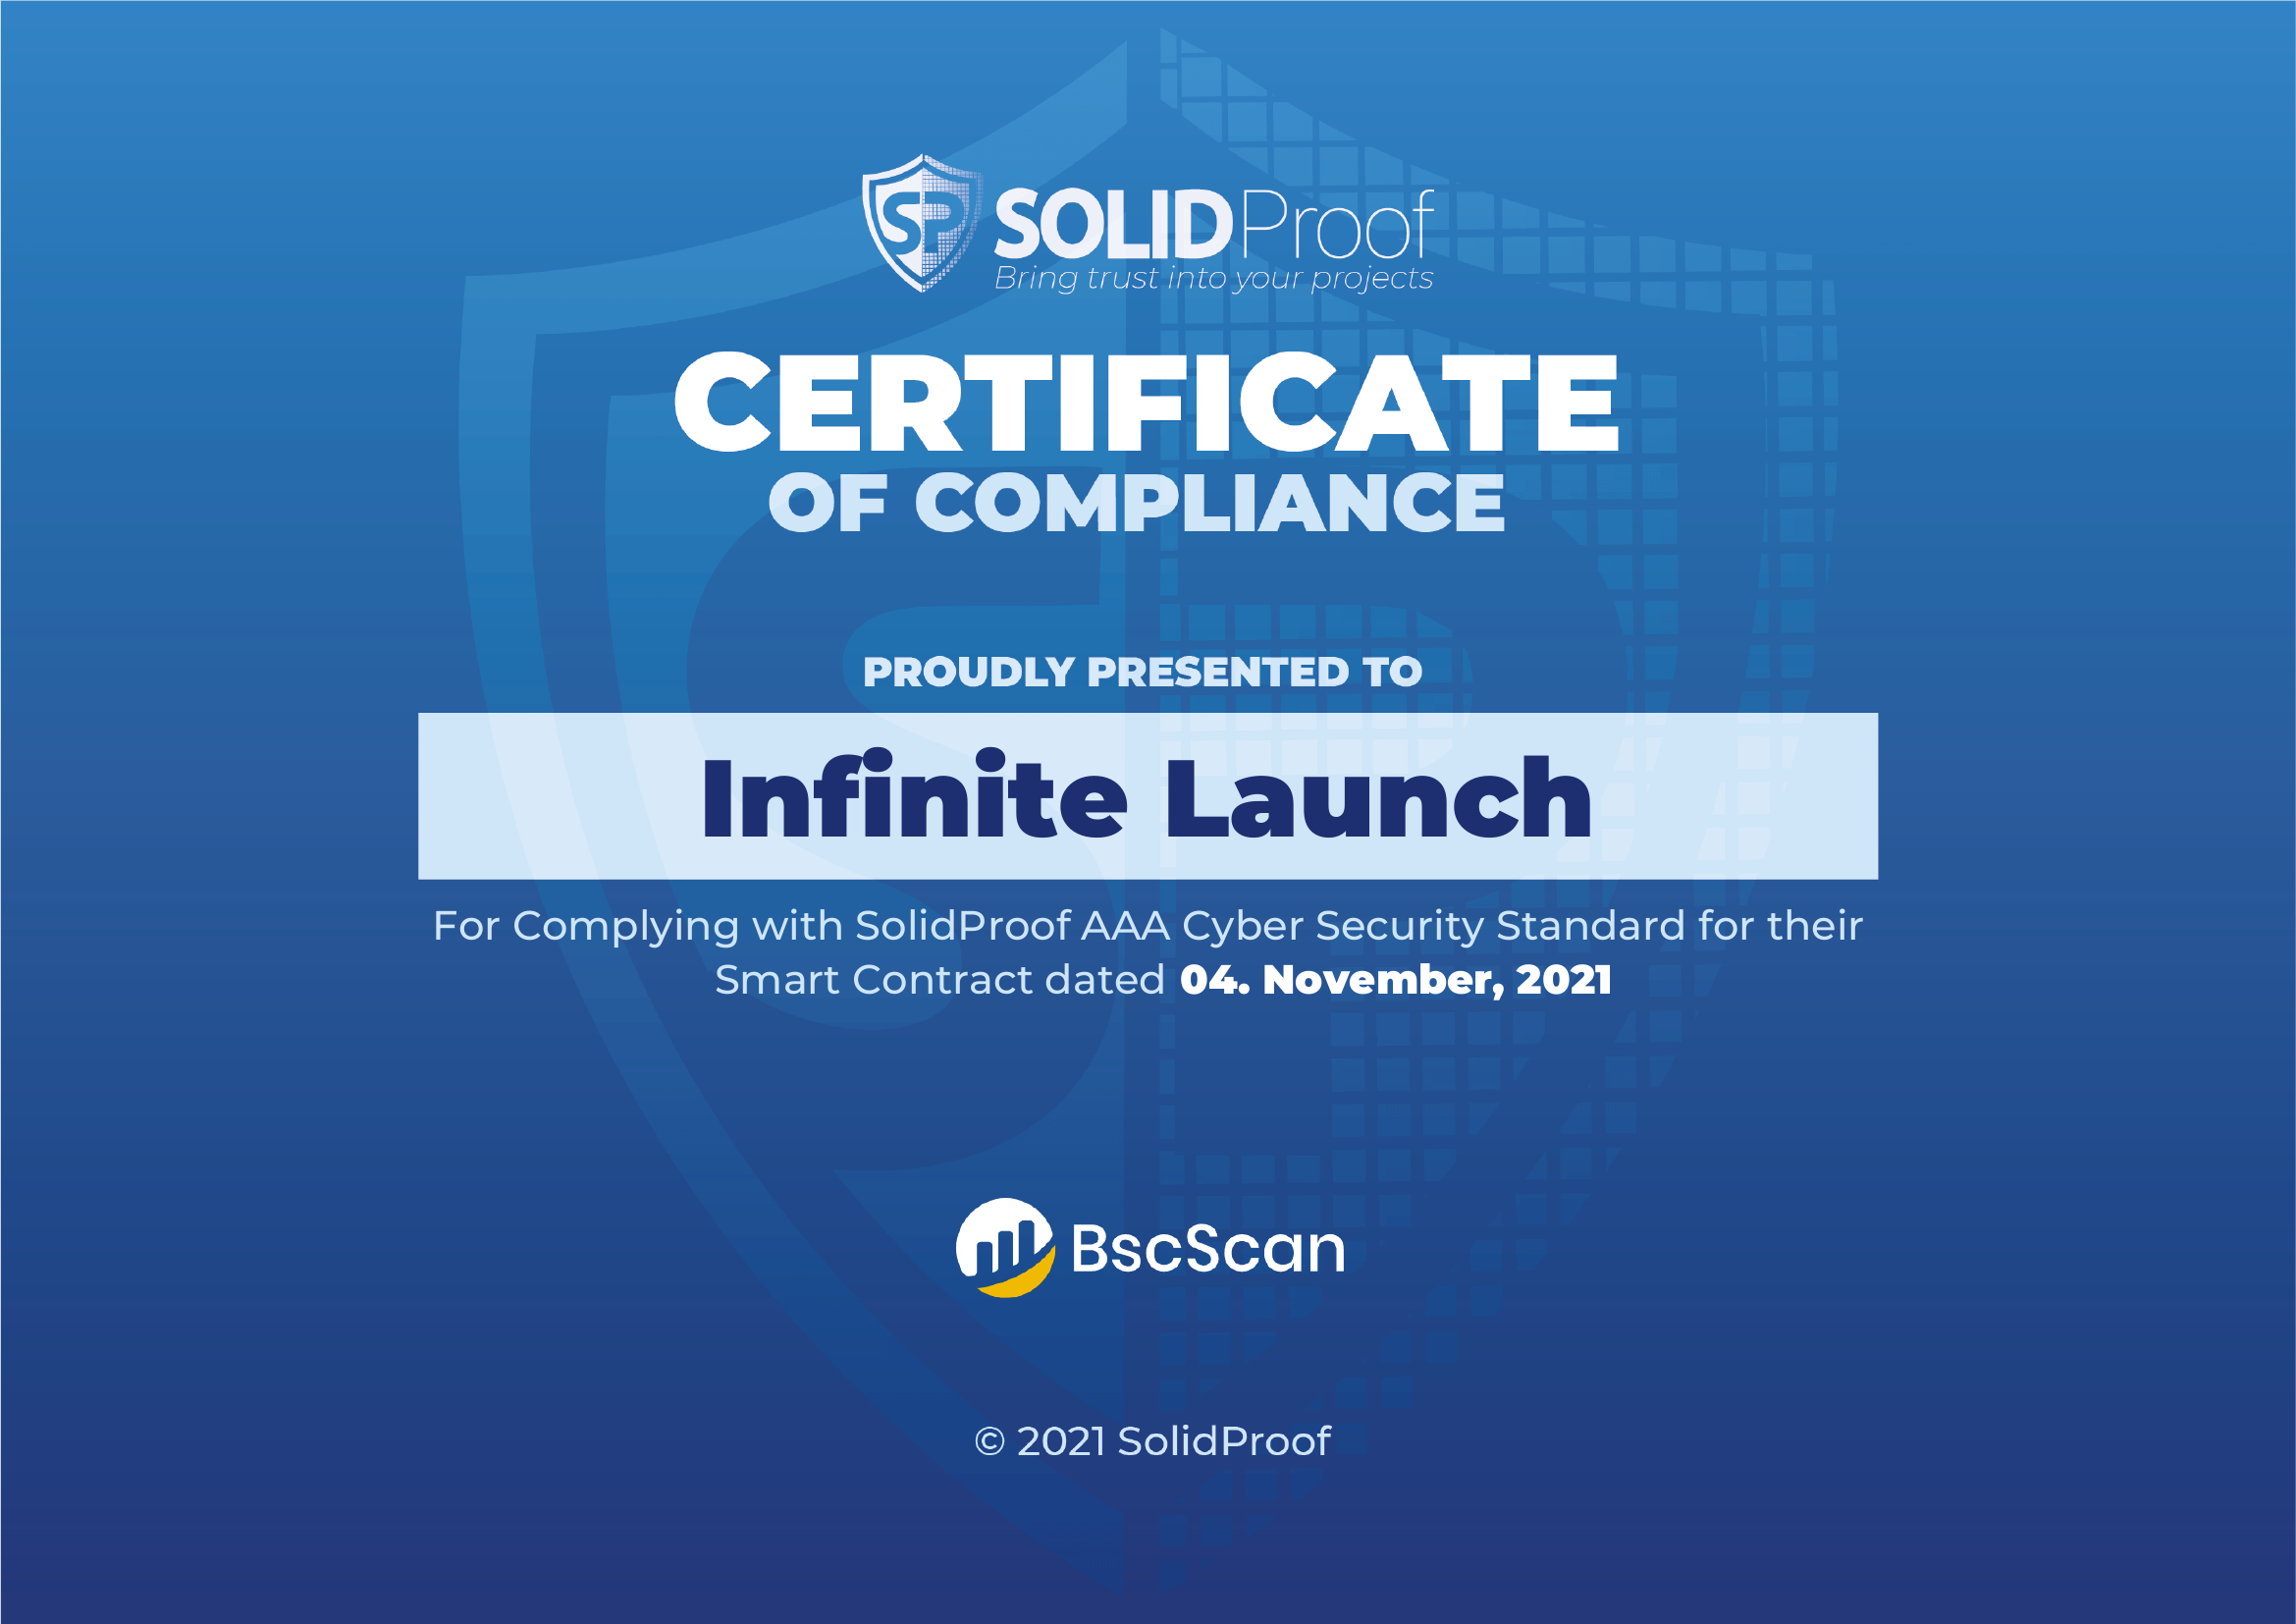 SP SOLIDProof
Bring trust into your projects
CERTIFICATE
OF COMPLIANCE
PROUDLY PRESENTED TO
Infinite Launch
For Complying with SolidProof AAA Cyber Security Standard for their
Smart Contract dated 04. November, 2021
BscScan
© 2021 SolidProof